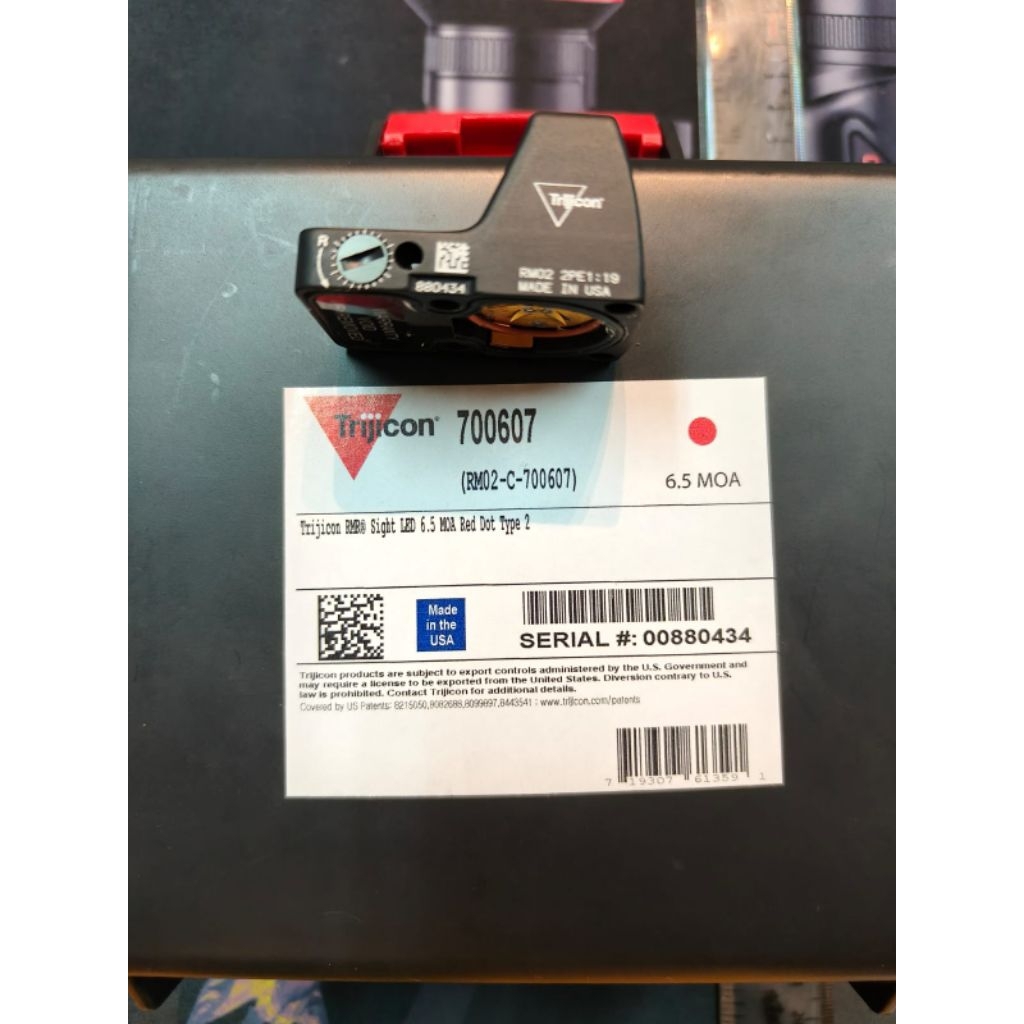 Trijicon
R
880434
RM02 2PE1:19
MADE IN USA
Trijicon® 700607
(RM02-C-700607)
6.5 MOA
Trijicon RMR® Sight LED 6.5 MOA Red Dot Type 2
Made
in the
USA
SERIAL #: 00880434
Trijicon products are subject to export controls administered by the U.S. Government and
may require a license to be exported from the United States. Diversion contrary to U.S.
law is prohibited. Contact Trijicon for additional details.
Covered by US Patents: 8215050,8082688,8099897,8443541 : www.trijicon.com/patents
7 19307 61359 1